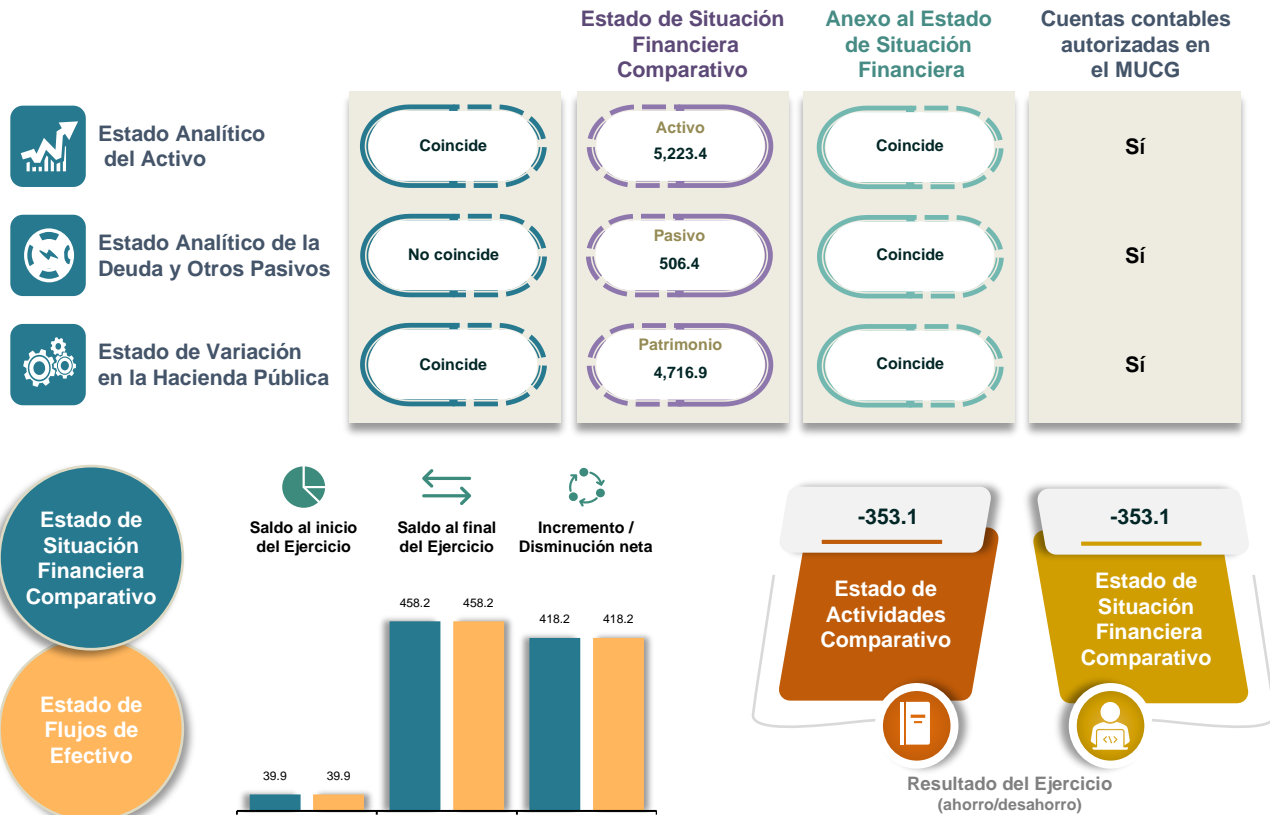 Estado de Situación
Financiera
Comparativo
Anexo al Estado
de Situación
Financiera
Cuentas contables
autorizadas en
el MUCG
Estado Analítico
del Activo
Coincide
Activo
5,223.4
Coincide
Sí
Estado Analítico de la
Deuda y Otros Pasivos
No coincide
Pasivo
506.4
Coincide
Sí
Estado de Variación
en la Hacienda Pública
Coincide
Patrimonio
4,716.9
Coincide
Sí
Estado de
Situación
Financiera
Comparativo
Estado de
Flujos de
Efectivo
Saldo al inicio
del Ejercicio
Saldo al final
del Ejercicio
Incremento /
Disminución neta
39.9
39.9
458.2
458.2
418.2
418.2
-353.1
Estado de
Actividades
Comparativo
-353.1
Estado de
Situación
Financiera
Comparativo
Resultado del Ejercicio
(ahorro/desahorro)